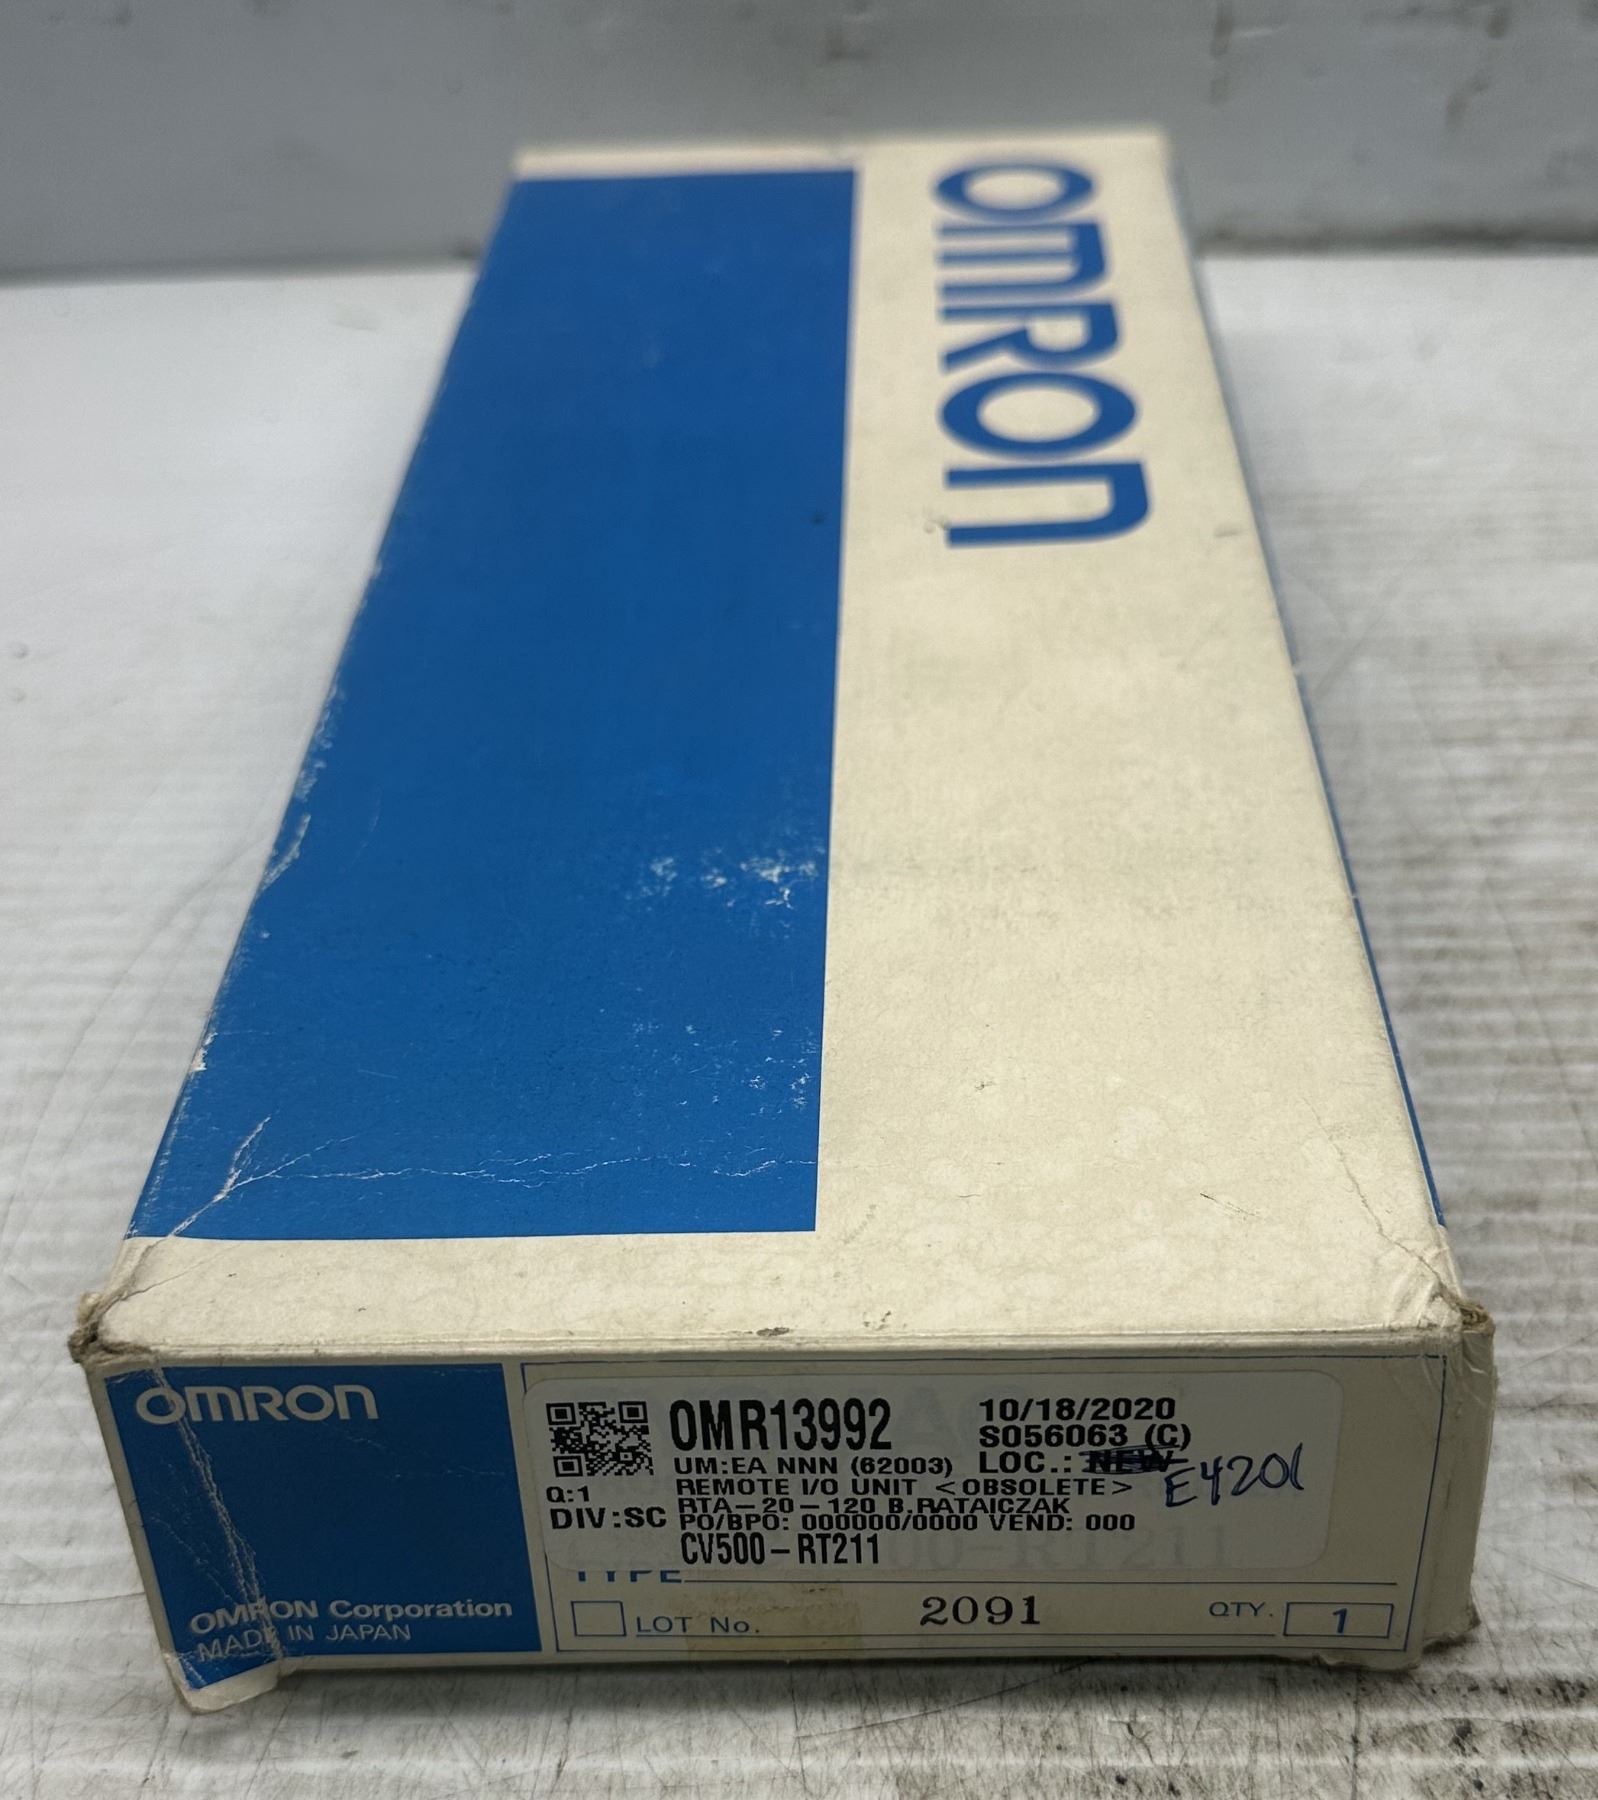 OMRON
OMRON
OMRON Corporation
MADE IN JAPAN
OMR13992
10/18/2020
S056063 (C)
UM:EA NNN (62003) LOC.: NEW E4201
Q:1 REMOTE I/O UNIT <OBSOLETE>
DIV:SC RTA-20-120 B.RATAICZAK
PO/BPO: 000000/0000 VEND: 000
CV500-RT211
TYPE
LOT No. 2091 QTY. 1